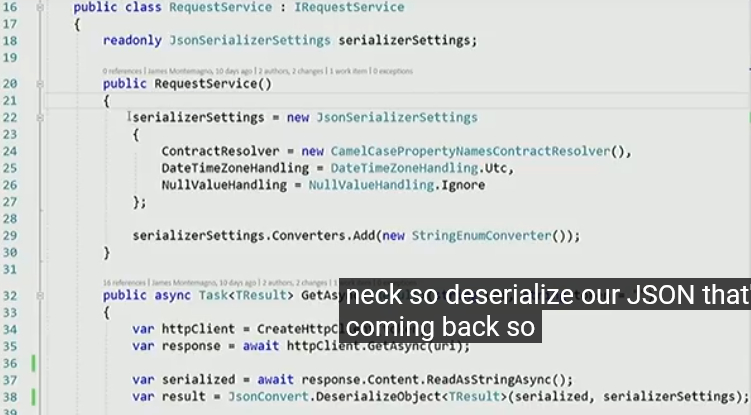 16 public class RequestService : IRequestService
17 {
18 readonly JsonSerializerSettings serializerSettings;
19
0 references | James Montemagno, 10 days ago | 2 authors, 2 changes | 1 work item | 0 exceptions
20 public RequestService()
21 {
22 serializerSettings = new JsonSerializerSettings
23 {
24 ContractResolver = new CamelCasePropertyNamesContractResolver(),
25 DateTimeZoneHandling = DateTimeZoneHandling.Utc,
26 NullValueHandling = NullValueHandling.Ignore
27 };
28
29 serializerSettings.Converters.Add(new StringEnumConverter());
30 }
31
16 references | James Montemagno, 10 days ago | 2 authors, 2 changes
32 public async Task<TResult> GetAsy
33 {
34 var httpClient = CreateHttpCl
35 var response = await httpClient.GetAsync(uri);
36
37 var serialized = await response.Content.ReadAsStringAsync();
38 var result = JsonConvert.DeserializeObject<TResult>(serialized, serializerSettings);
39
neck so deserialize our JSON that'
coming back so